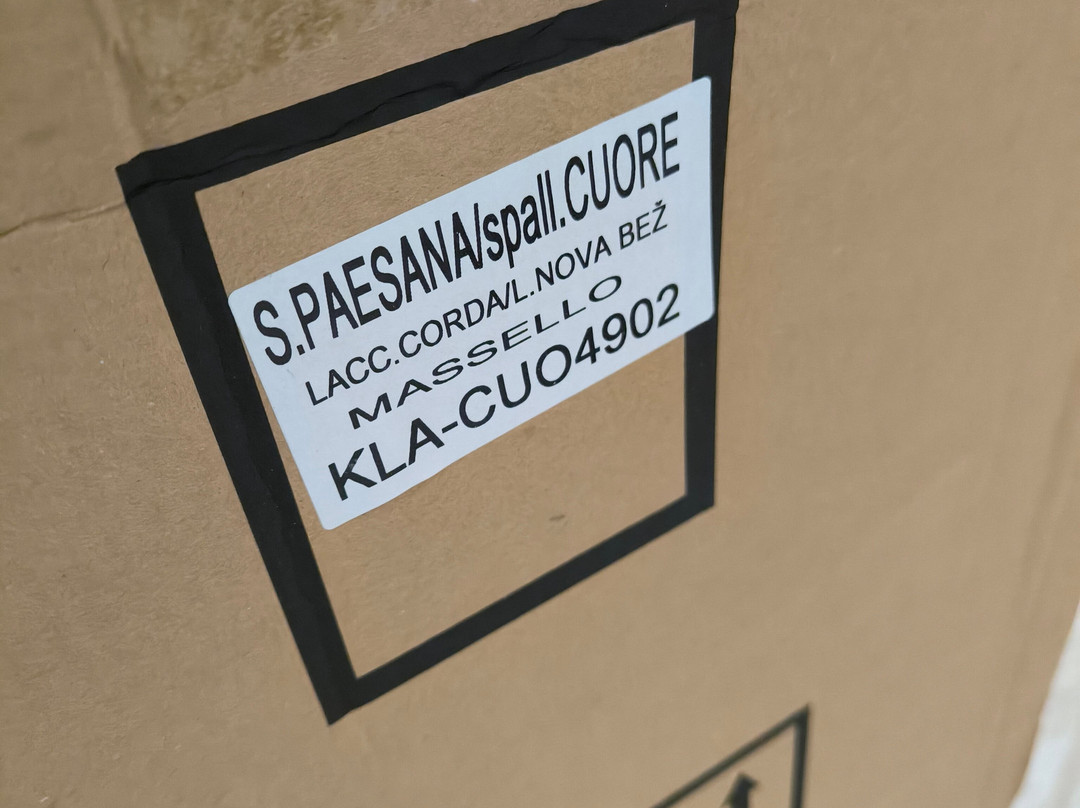 S.PAESANA/spall.CUORE
LACC.CORDA/L.NOVA BEŽ
MASSELLO
KLA-CUO4902